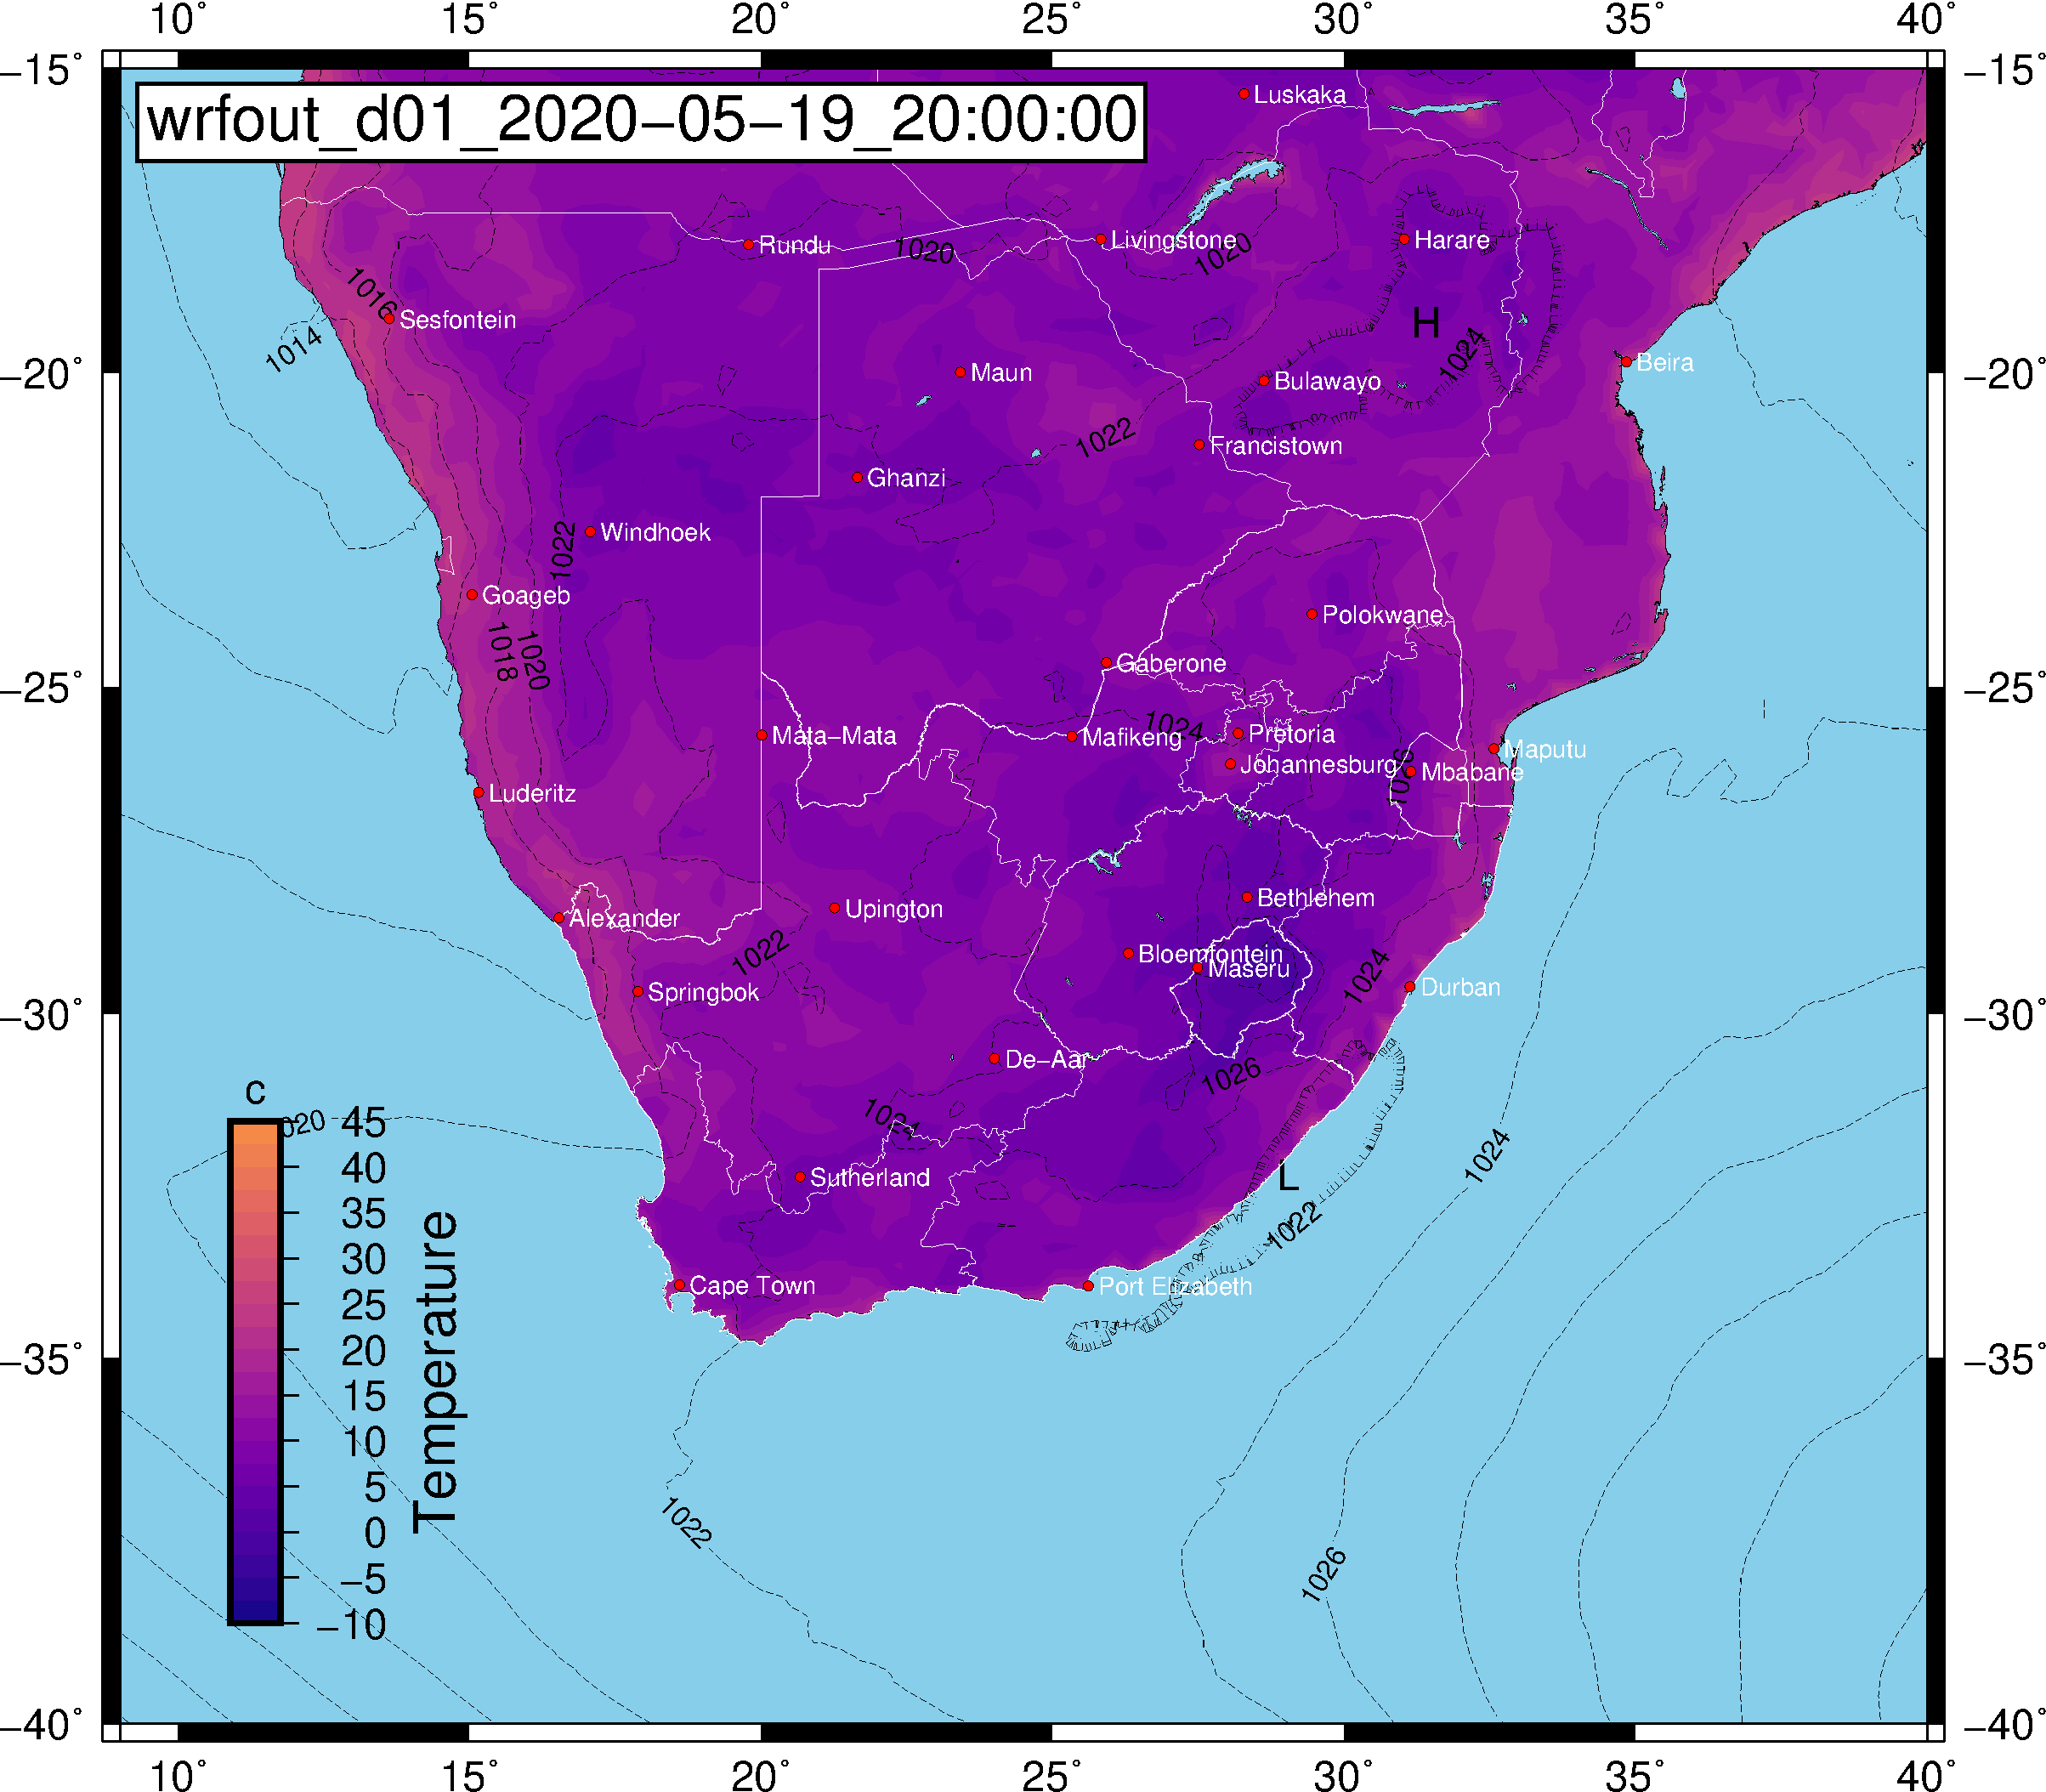 10° 15° 20° 25° 30° 35° 40°
−15° −15°
wrfout_d01_2020−05−19_20:00:00
Luskaka
Rundu
1020
Livingstone
1020
Harare
1016
Sesfontein
H
1014
1024
−20° −20°
Maun
Bulawayo
Beira
1022
Francistown
Ghanzi
1022
Windhoek
Goageb
Polokwane
1018
1020
Gaberone
−25° −25°
Mata−Mata
1024
Mafikeng
Pretoria
Johannesburg
1026
Mbabane
Maputu
Luderitz
Alexander
Upington
Bethlehem
1022
Bloemfontein
Maseru
1024
Springbok
Durban
−30° −30°
De−Aar
1026
c
020
1024
1024
Sutherland
L
1022
Cape Town
Port Elizabeth
45
40
35
30
25
20
15
10
5
0
−5
−10
Temperature
−35° −35°
1022
1026
−40° −40°
10° 15° 20° 25° 30° 35° 40°